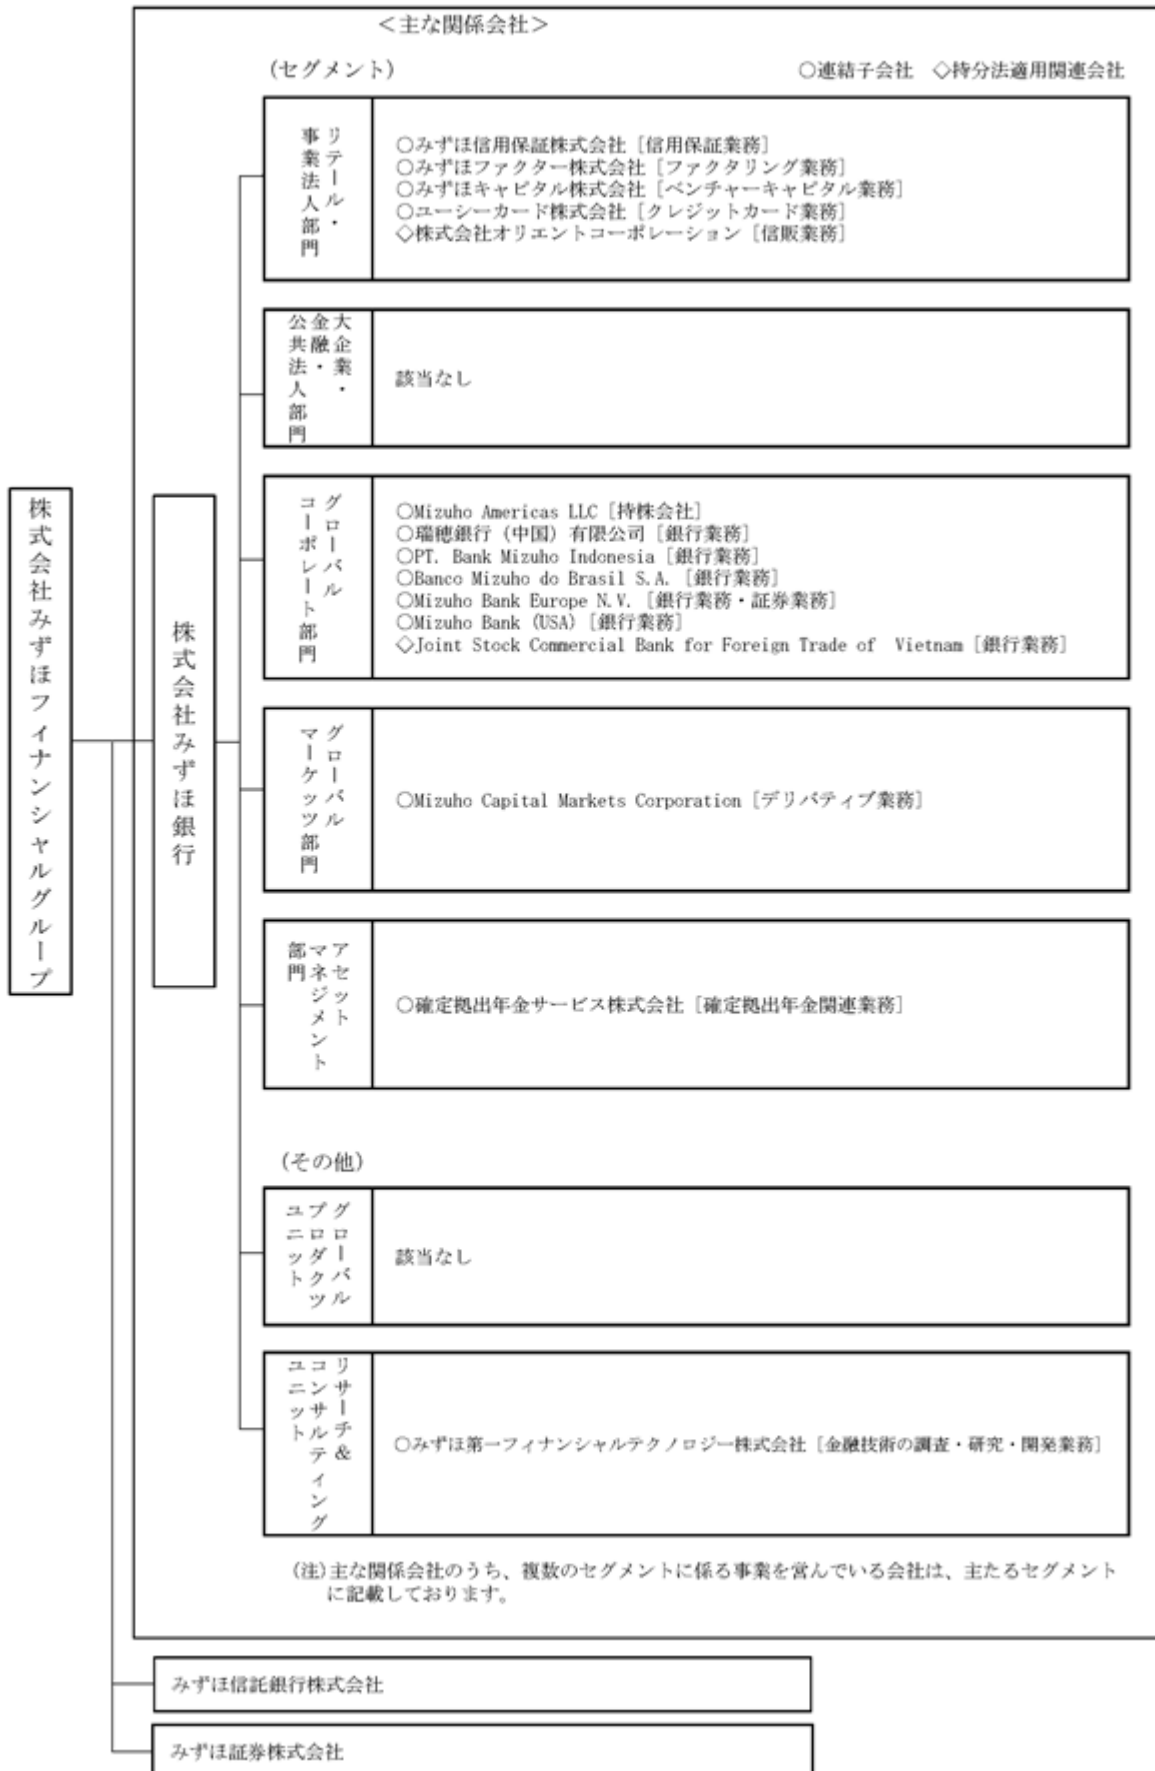 ＜主な関係会社＞
(セグメント)
○連結子会社　◇持分法適用関連会社
株式会社みずほフィナンシャルグループ
株式会社みずほ銀行
リテール・
事業法人部門
○みずほ信用保証株式会社［信用保証業務］
○みずほファクター株式会社［ファクタリング業務］
○みずほキャピタル株式会社［ベンチャーキャピタル業務］
○ユーシーカード株式会社［クレジットカード業務］
◇株式会社オリエントコーポレーション［信販業務］
大企業・
金融・
公共法人部門
該当なし
グローバル
コーポレート部門
○Mizuho Americas LLC［持株会社］
○瑞穂銀行（中国）有限公司［銀行業務］
○PT. Bank Mizuho Indonesia［銀行業務］
○Banco Mizuho do Brasil S.A.［銀行業務］
○Mizuho Bank Europe N.V.［銀行業務・証券業務］
○Mizuho Bank (USA)［銀行業務］
◇Joint Stock Commercial Bank for Foreign Trade of Vietnam［銀行業務］
グローバル
マーケッツ部門
○Mizuho Capital Markets Corporation［デリバティブ業務］
アセット
マネジメント
部門
○確定拠出年金サービス株式会社［確定拠出年金関連業務］
(その他)
グローバル
プロダクツ
ユニット
該当なし
リサーチ&
コンサルティング
ユニット
○みずほ第一フィナンシャルテクノロジー株式会社［金融技術の調査・研究・開発業務］
(注)主な関係会社のうち、複数のセグメントに係る事業を営んでいる会社は、主たるセグメント
に記載しております。
みずほ信託銀行株式会社
みずほ証券株式会社